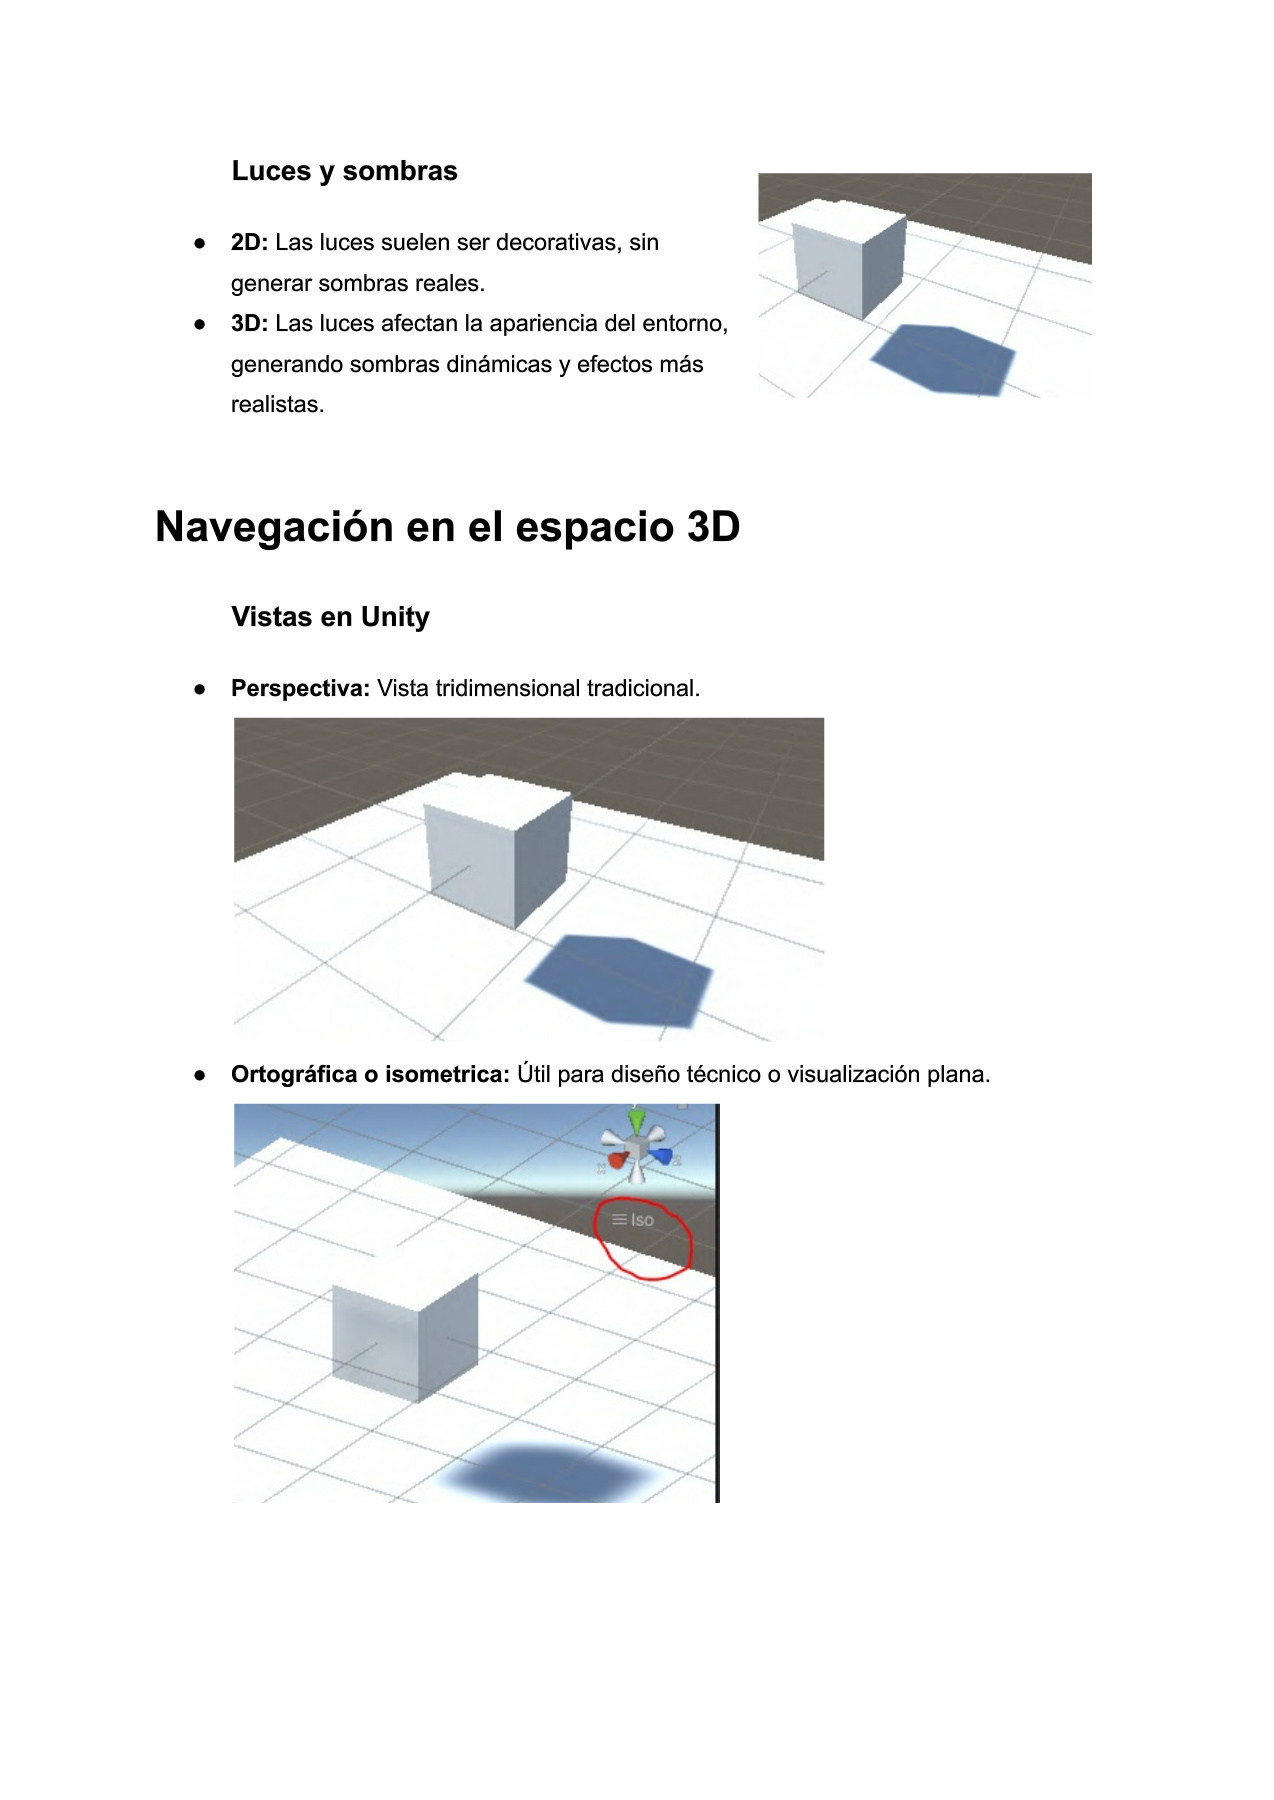 Luces y sombras
● 2D: Las luces suelen ser decorativas, sin
generar sombras reales.
● 3D: Las luces afectan la apariencia del entorno,
generando sombras dinámicas y efectos más
realistas.
Navegación en el espacio 3D
Vistas en Unity
● Perspectiva: Vista tridimensional tradicional.
● Ortográfica o isometrica: Útil para diseño técnico o visualización plana.
x z
Iso